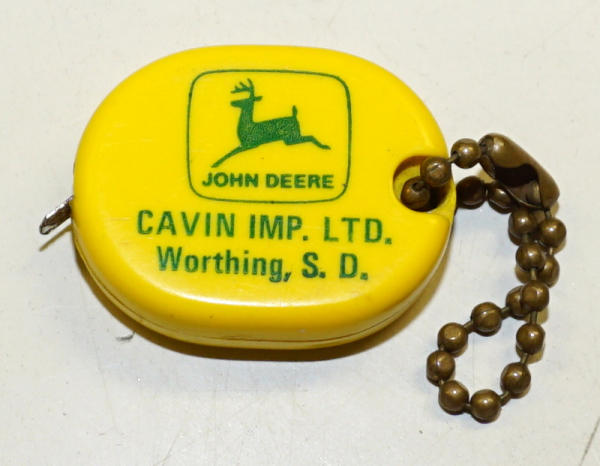 JOHN DEERE
CAVIN IMP. LTD.
Worthing, S. D.